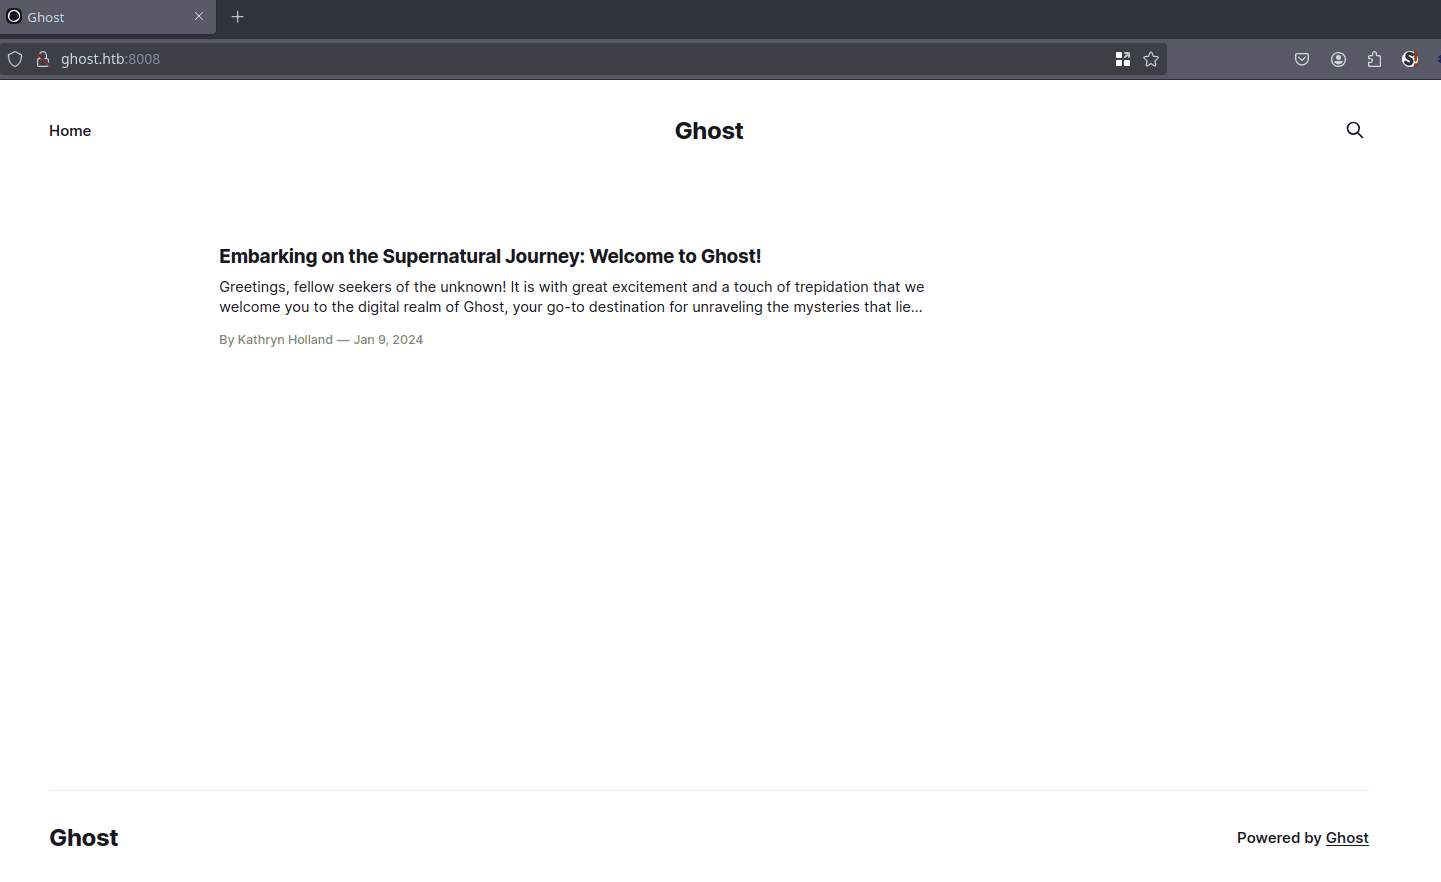 Ghost
ghost.htb:8008
Home
Ghost
Embarking on the Supernatural Journey: Welcome to Ghost!
Greetings, fellow seekers of the unknown! It is with great excitement and a touch of trepidation that we
welcome you to the digital realm of Ghost, your go-to destination for unraveling the mysteries that lie...
By Kathryn Holland — Jan 9, 2024
Ghost
Powered by Ghost